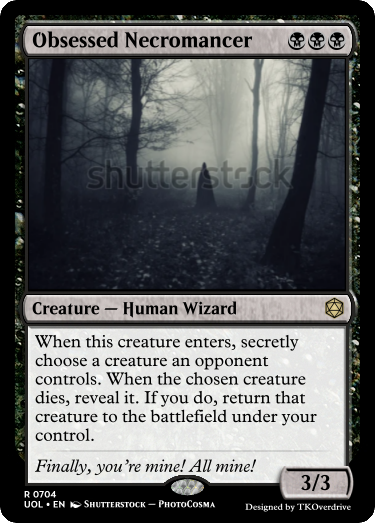 Obsessed Necromancer
shutterstock
Creature — Human Wizard
When this creature enters, secretly
choose a creature an opponent
controls. When the chosen creature
dies, reveal it. If you do, return that
creature to the battlefield under your
control.
Finally, you're mine! All mine!
3/3
R 0704
UOL • EN Shutterstock — PhotoCosma
Designed by TKOverdrive